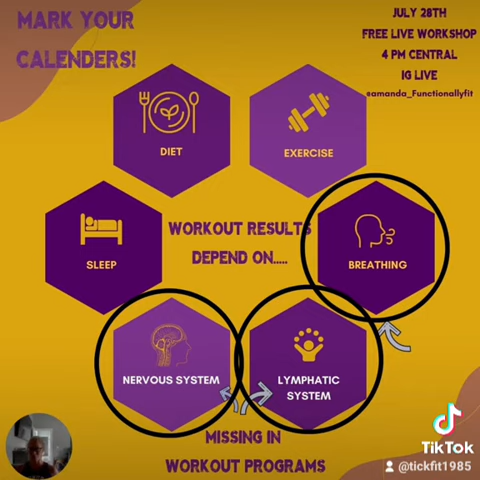 MARK YOUR
CALENDERS!
JULY 28TH
FREE LIVE WORKSHOP
4 PM CENTRAL
IG LIVE
@amanda_Functionallyfit
DIET
EXERCISE
WORKOUT RESULTS
DEPEND ON.....
SLEEP
BREATHING
NERVOUS SYSTEM
LYMPHATIC
SYSTEM
MISSING IN
WORKOUT PROGRAMS
TikTok
@tickfit1985